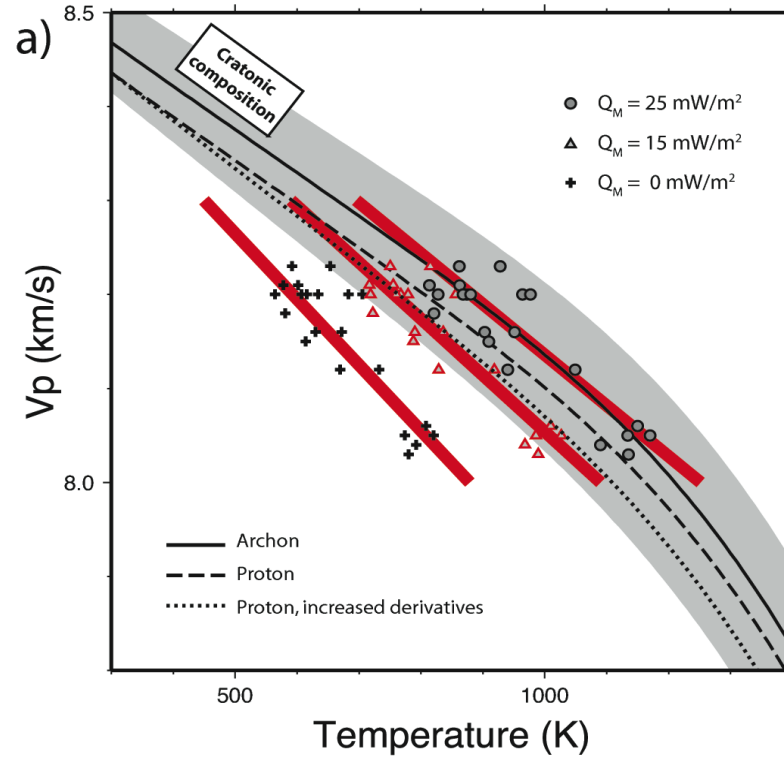 a)
8.5
Cratonic
composition
Q_M = 25 mW/m²
Q_M = 15 mW/m²
Q_M = 0 mW/m²
Vp (km/s)
8.0
Archon
Proton
Proton, increased derivatives
500
1000
Temperature (K)